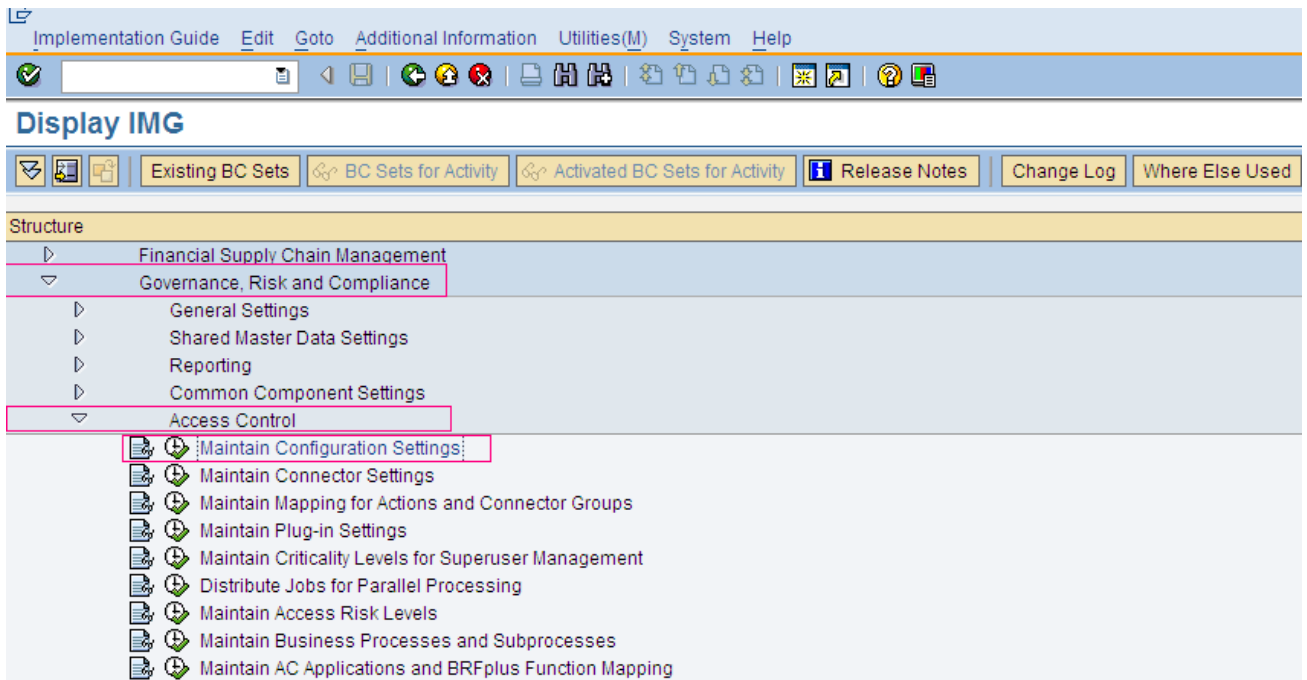 Implementation Guide Edit Goto Additional Information Utilities(M) System Help
Display IMG
Existing BC Sets BC Sets for Activity Activated BC Sets for Activity Release Notes Change Log Where Else Used
Structure
Financial Supply Chain Management
Governance, Risk and Compliance
General Settings
Shared Master Data Settings
Reporting
Common Component Settings
Access Control
Maintain Configuration Settings
Maintain Connector Settings
Maintain Mapping for Actions and Connector Groups
Maintain Plug-in Settings
Maintain Criticality Levels for Superuser Management
Distribute Jobs for Parallel Processing
Maintain Access Risk Levels
Maintain Business Processes and Subprocesses
Maintain AC Applications and BRFplus Function Mapping